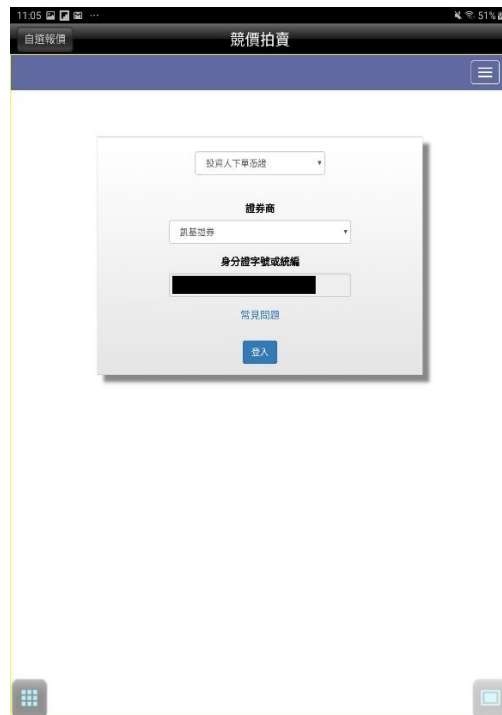 11:05 ... 51%
自選報價 競價拍賣
投資人下單憑證
證券商
凱基證券
身分證字號或統編
常見問題
登入